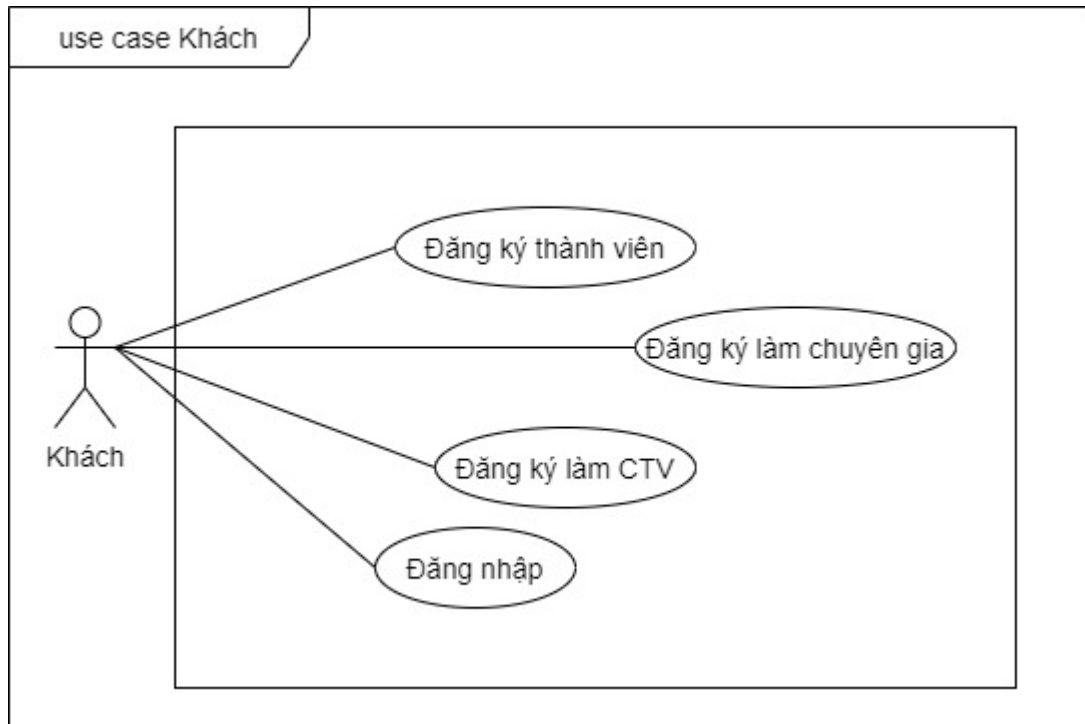 use case Khách
Đăng ký thành viên
Đăng ký làm chuyên gia
Khách
Đăng ký làm CTV
Đăng nhập